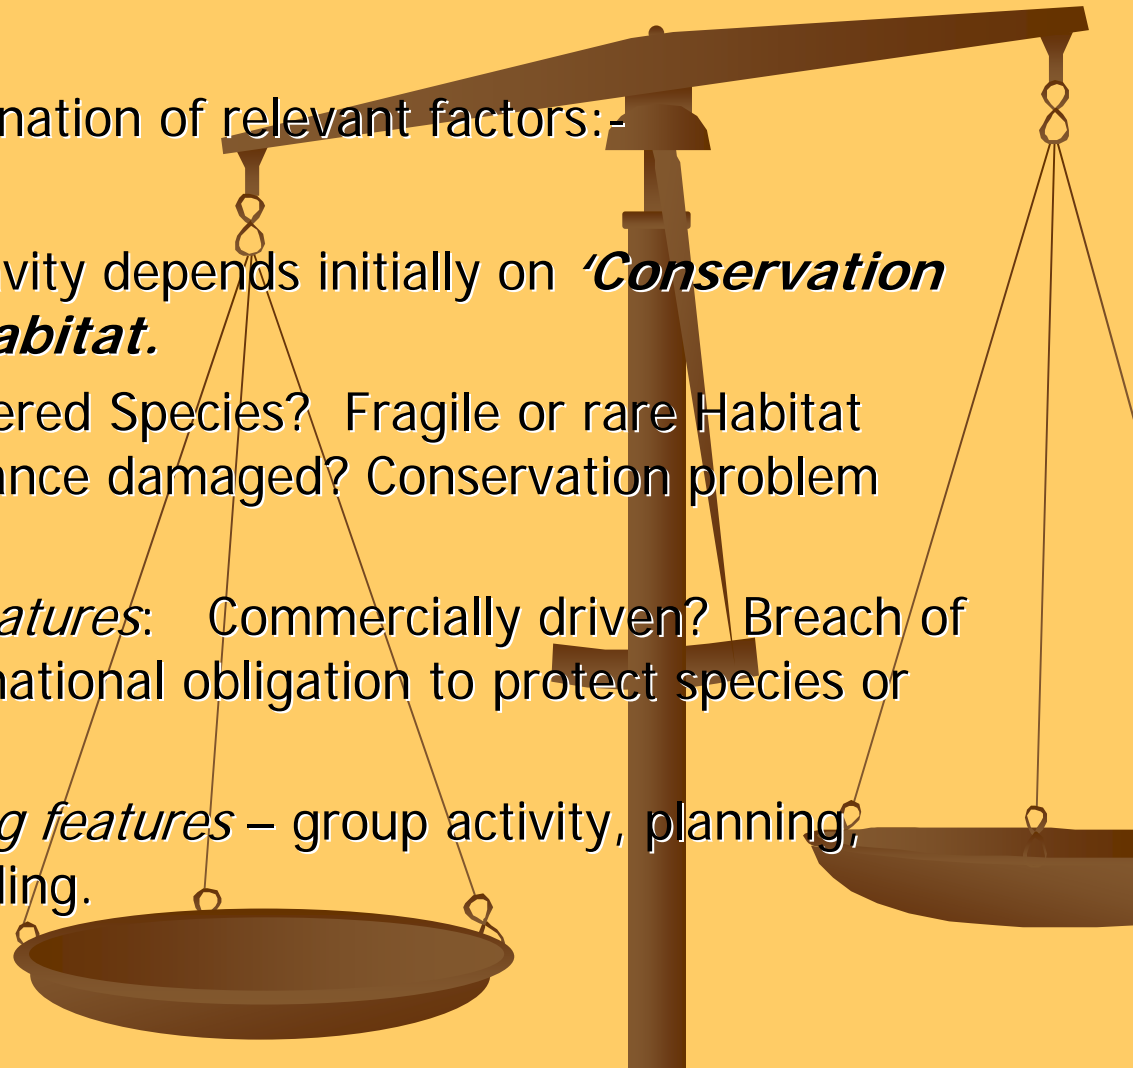 nation of relevant factors:-
vity depends initially on ‘Conservation
abitat.
ered Species? Fragile or rare Habitat
ance damaged? Conservation problem
atures: Commercially driven? Breach of
national obligation to protect species or
g features – group activity, planning,
ling.